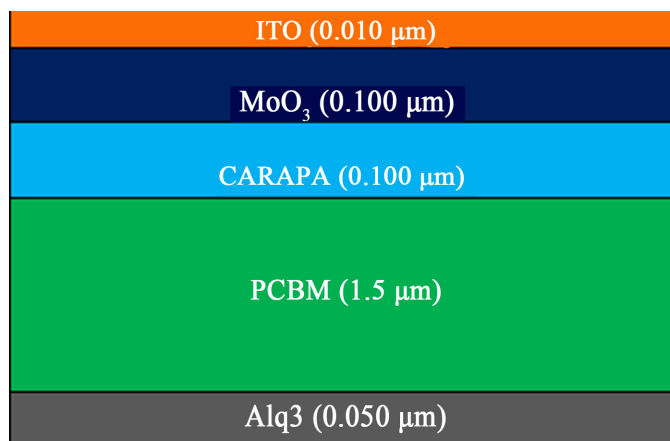 ITO (0.010 μm)
MoO₃ (0.100 μm)
CARAPA (0.100 μm)
PCBM (1.5 μm)
Alq3 (0.050 μm)